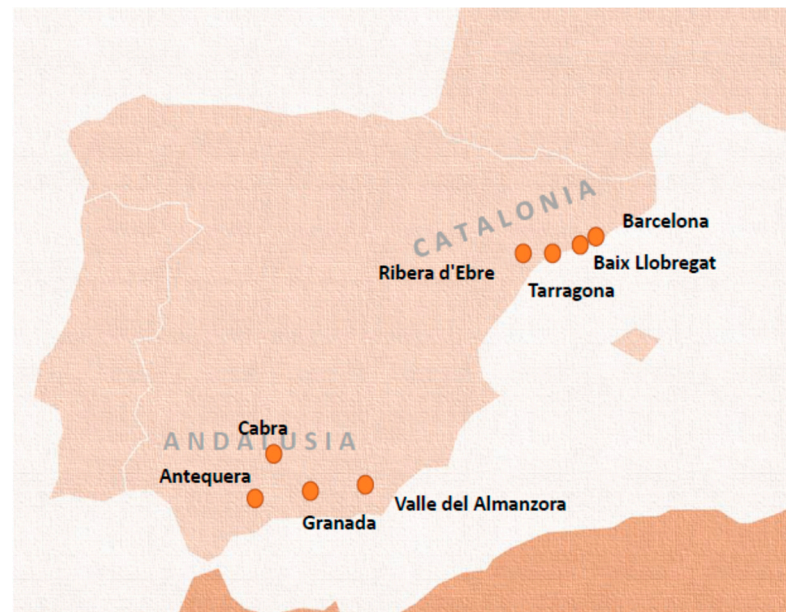 CATALONIA
Barcelona
Baix Llobregat
Ribera d'Ebre
Tarragona
Cabra
ANDALUSIA
Antequera
Valle del Almanzora
Granada